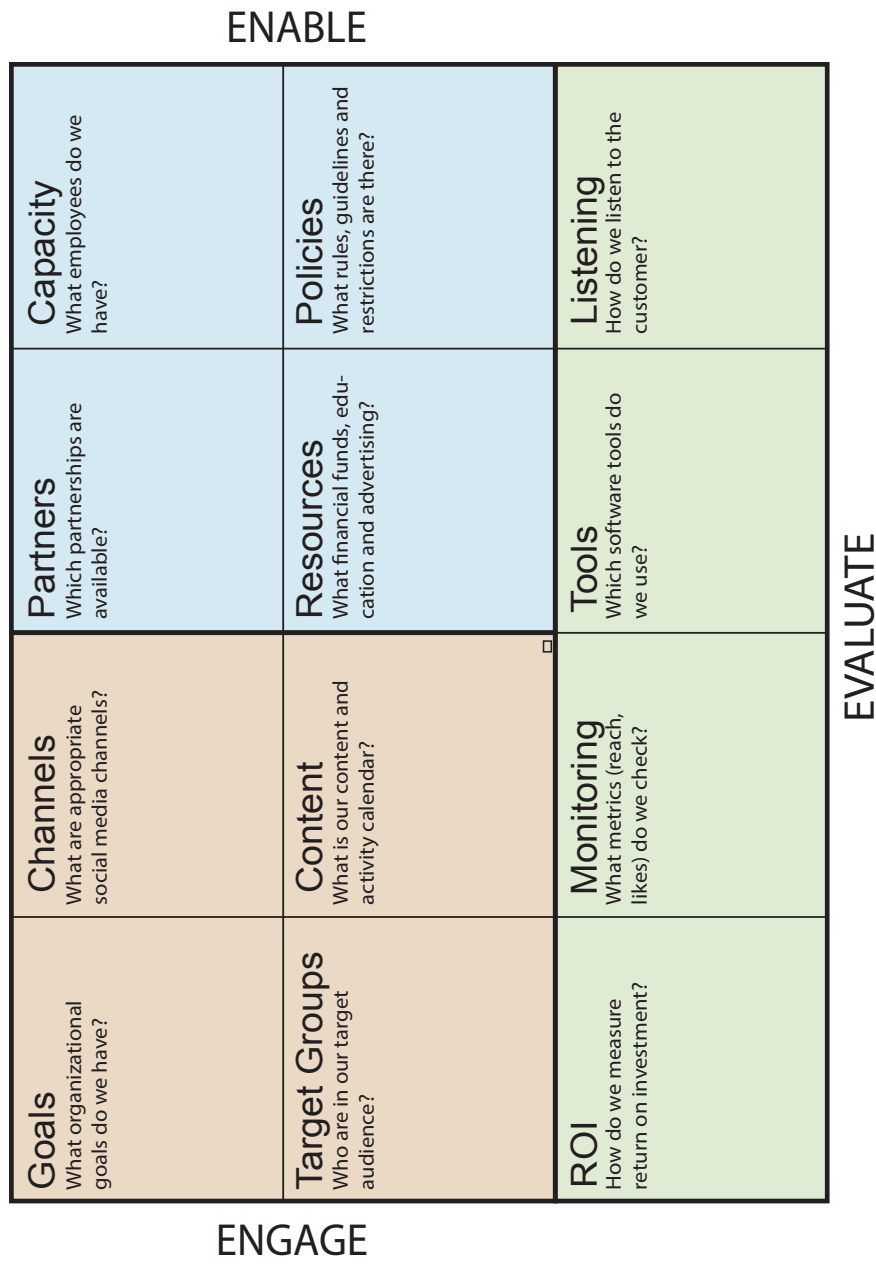 ENGAGE
ENABLE
Goals
What organizational
goals do we have?
Channels
What are appropriate
social media channels?
Partners
Which partnerships are
available?
Capacity
What employees do we
have?
Target Groups
Who are in our target
audience?
Content
What is our content and
activity calendar?
Resources
What financial funds, edu-
cation and advertising?
Policies
What rules, guidelines and
restrictions are there?
ROI
How do we measure
return on investment?
Monitoring
What metrics (reach,
likes) do we check?
Tools
Which software tools do
we use?
Listening
How do we listen to the
customer?
EVALUATE